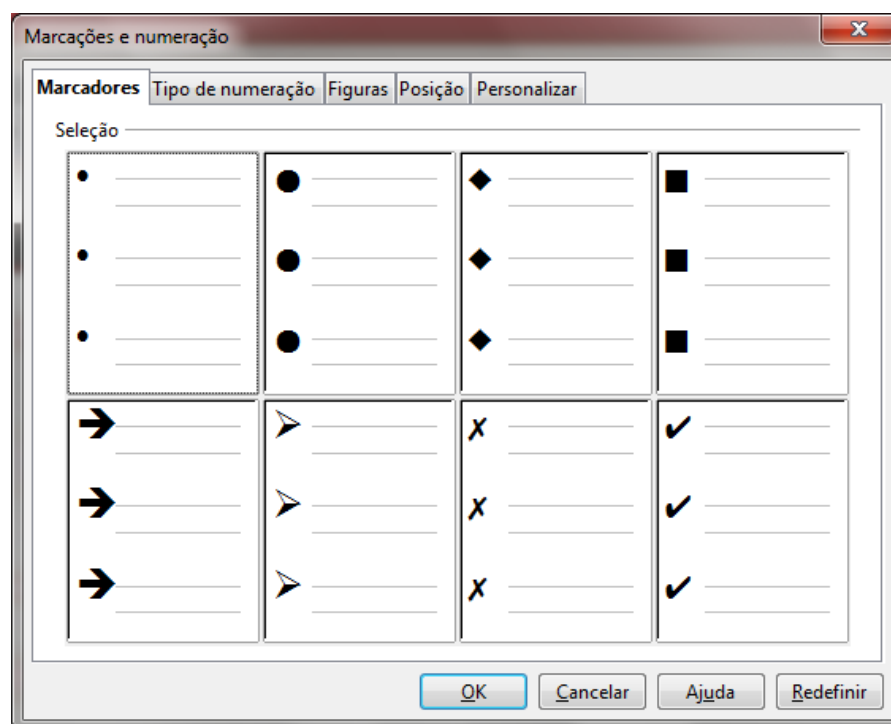 Marcações e numeração
Marcadores Tipo de numeração Figuras Posição Personalizar
Seleção
OK Cancelar Ajuda Redefinir